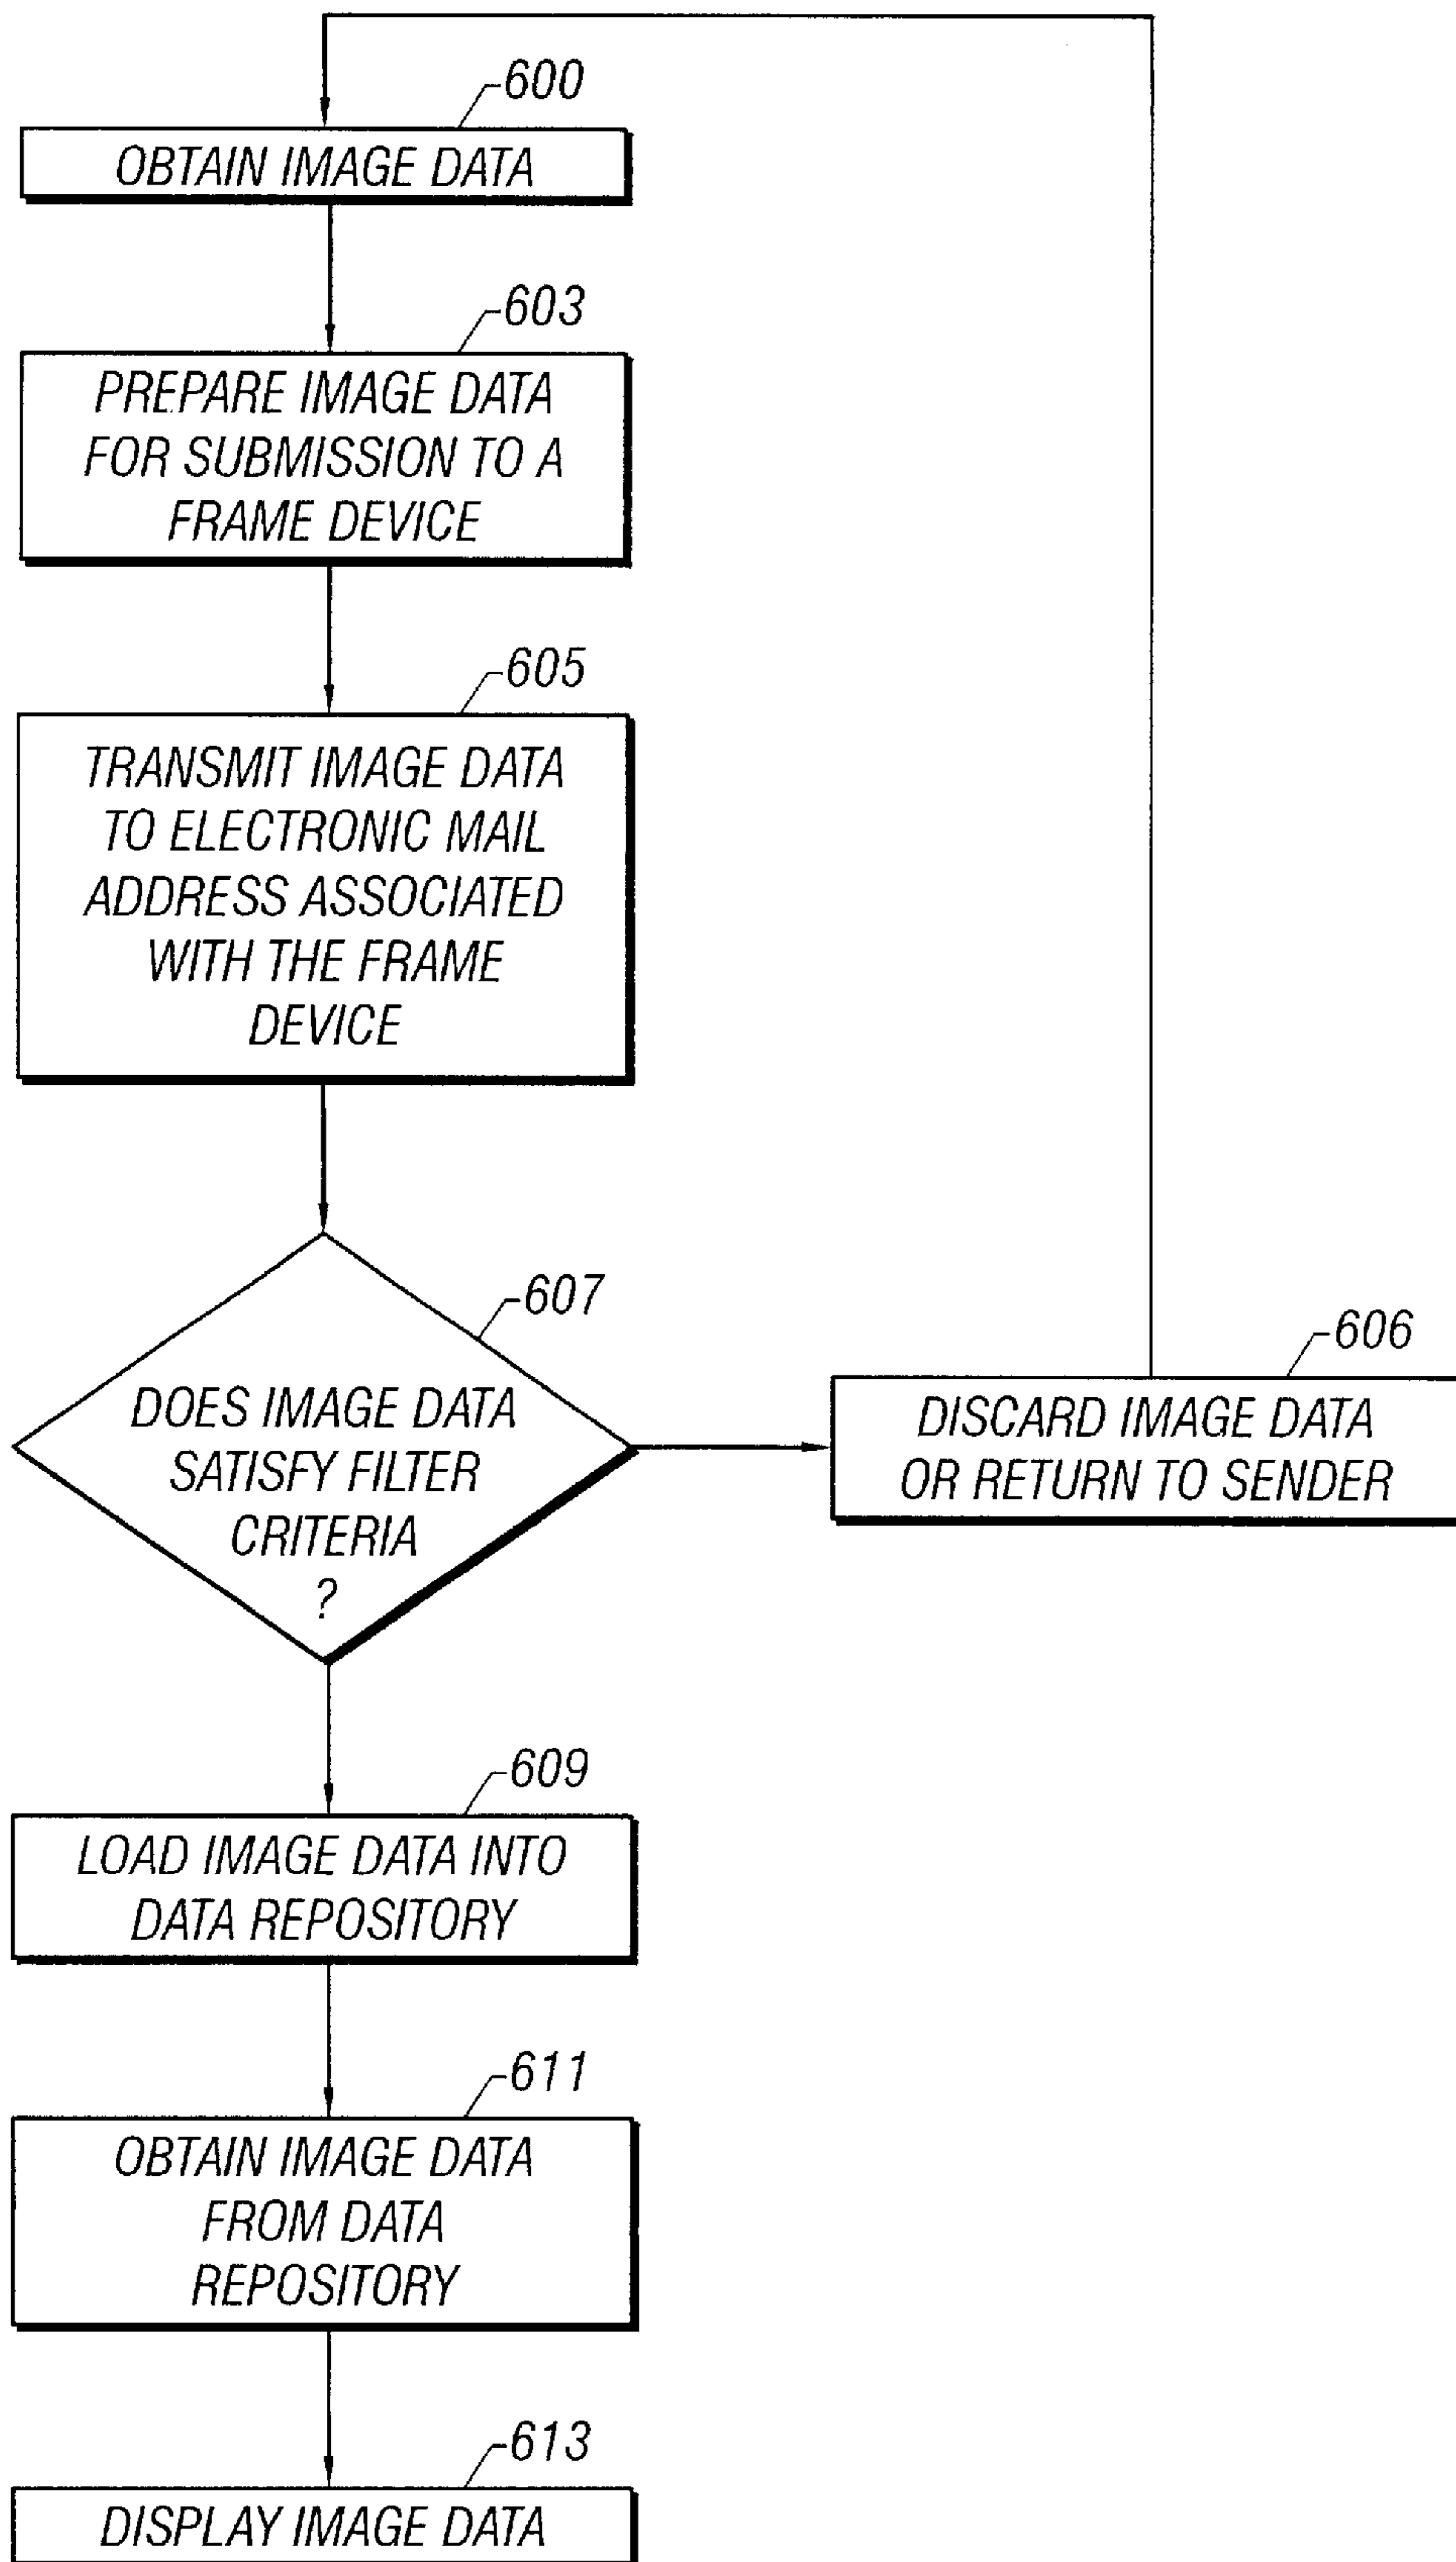 600
OBTAIN IMAGE DATA
603
PREPARE IMAGE DATA
FOR SUBMISSION TO A
FRAME DEVICE
605
TRANSMIT IMAGE DATA
TO ELECTRONIC MAIL
ADDRESS ASSOCIATED
WITH THE FRAME
DEVICE
607
DOES IMAGE DATA
SATISFY FILTER
CRITERIA
?
606
DISCARD IMAGE DATA
OR RETURN TO SENDER
609
LOAD IMAGE DATA INTO
DATA REPOSITORY
611
OBTAIN IMAGE DATA
FROM DATA
REPOSITORY
613
DISPLAY IMAGE DATA